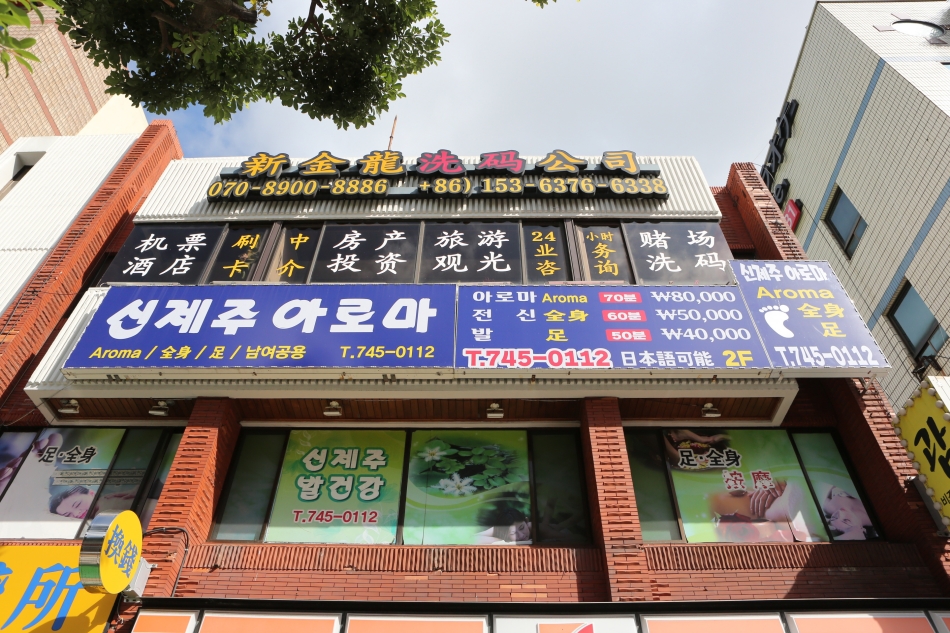 新金龍洗码公司
070-8900-8886 +86) 153-6376-6338
机票
酒店
刷卡
中介
房产
投资
旅游
观光
24
业
咨
小时
务
询
赌场
洗码
신제주 아로마
Aroma / 全身 / 足 / 남여공용 T.745-0112
아로마 Aroma 70분 ₩80,000
전신 全身 60분 ₩50,000
발 足 50분 ₩40,000
T.745-0112 日本語可能 2F
신제주 아로마
Aroma
全身
足
T.745-0112
足·全身
신제주
발건강
T.745-0112
足·全身
按摩
換錢
所